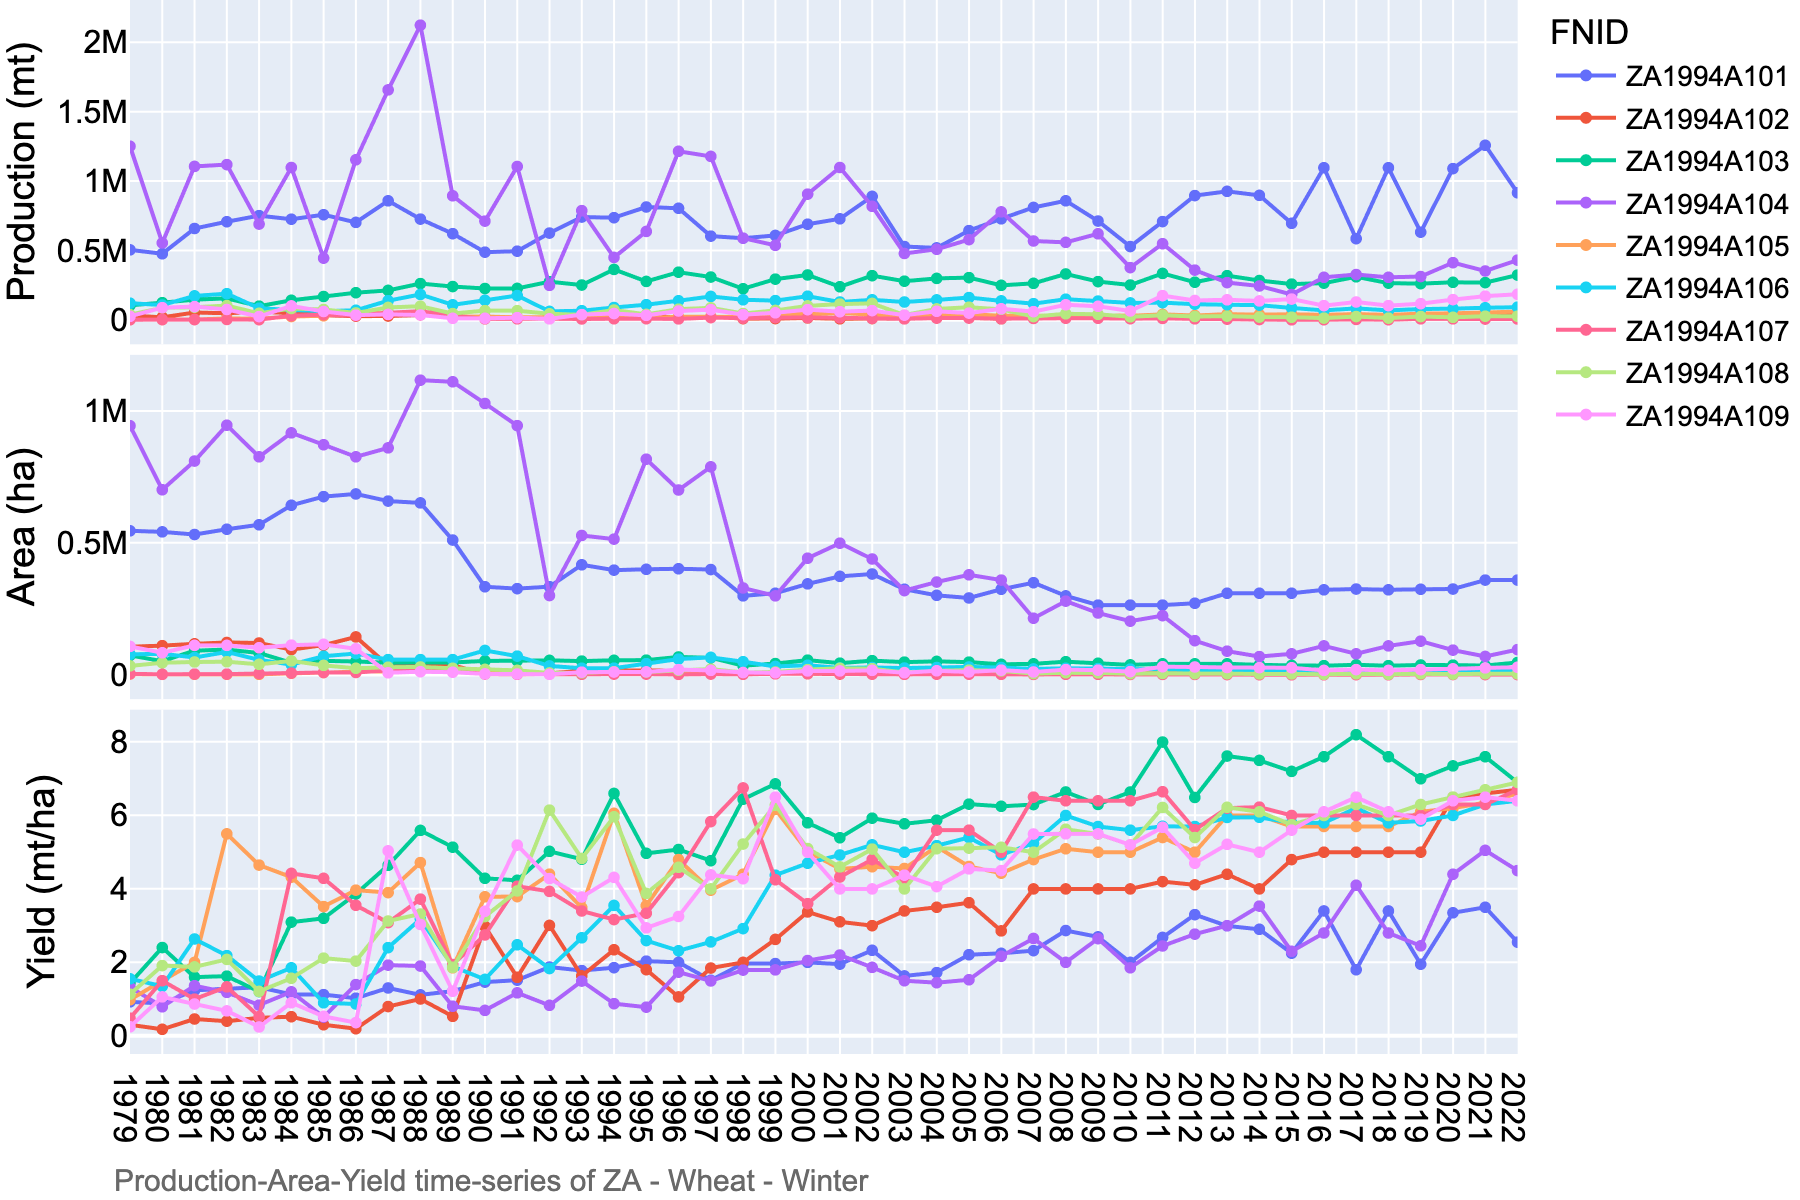 Production (mt)
2M
1.5M
1M
0.5M
0
Area (ha)
1M
0.5M
0
Yield (mt/ha)
8
6
4
2
0
1979
1980
1981
1982
1983
1984
1985
1986
1987
1988
1989
1990
1991
1992
1993
1994
1995
1996
1997
1998
1999
2000
2001
2002
2003
2004
2005
2006
2007
2008
2009
2010
2011
2012
2013
2014
2015
2016
2017
2018
2019
2020
2021
2022
Production-Area-Yield time-series of ZA - Wheat - Winter
FNID
ZA1994A101
ZA1994A102
ZA1994A103
ZA1994A104
ZA1994A105
ZA1994A106
ZA1994A107
ZA1994A108
ZA1994A109